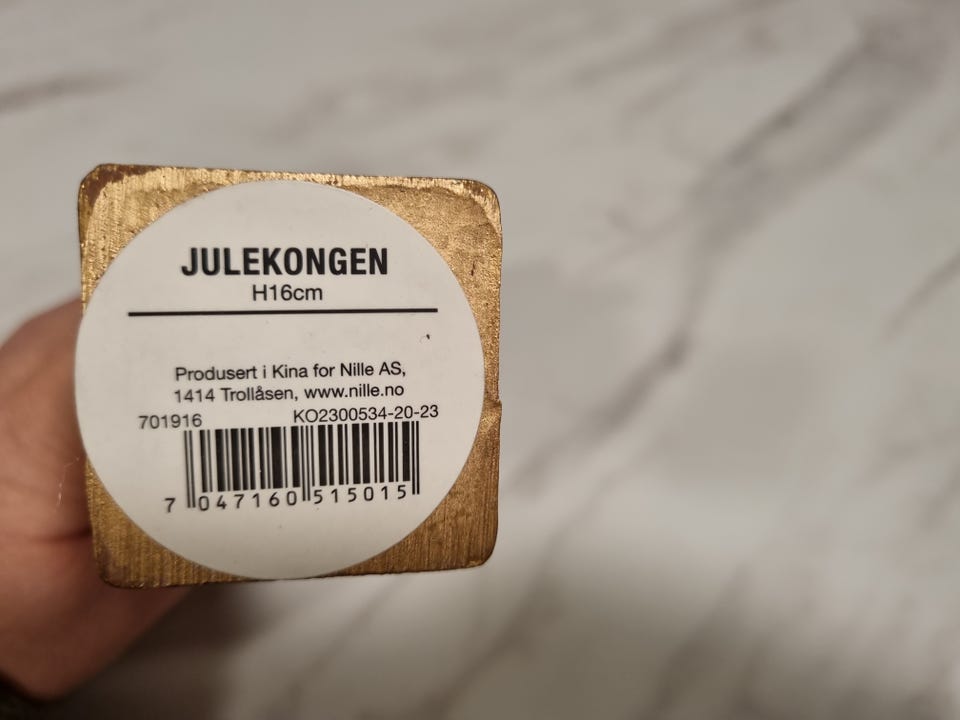 JULEKONGEN
H16cm
Produsert i Kina for Nille AS,
1414 Trollåsen, www.nille.no
701916 KO2300534-20-23
7 047160 515015